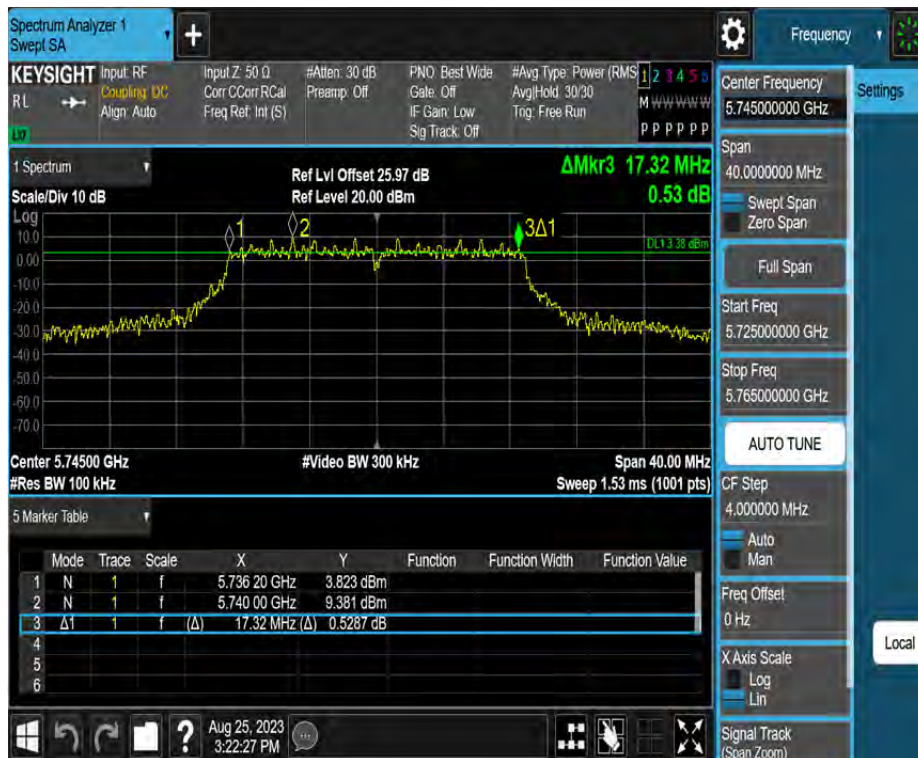 Spectrum Analyzer 1
Swept SA
Frequency
KEYSIGHT
RL
LXI
Input: RF
Coupling: DC
Align: Auto
Input Z: 50 Ω
Corr CCorr RCal
Freq Ref: Int (S)
#Atten: 30 dB
Preamp: Off
PNO: Best Wide
Gate: Off
IF Gain: Low
Sig Track: Off
#Avg Type: Power (RMS
Avg|Hold: 30/30
Trig: Free Run
1 2 3 4 5 6
M W W W W W
P P P P P P
1 Spectrum
Scale/Div 10 dB
Ref Lvl Offset 25.97 dB
Ref Level 20.00 dBm
ΔMkr3 17.32 MHz
0.53 dB
Log
10.0
0.00
-10.0
-20.0
-30.0
-40.0
-50.0
-60.0
-70.0
1
2
3Δ1
DL1 3.38 dBm
Center 5.74500 GHz
#Video BW 300 kHz
Span 40.00 MHz
#Res BW 100 kHz
Sweep 1.53 ms (1001 pts)
5 Marker Table
Mode Trace Scale X Y Function Function Width Function Value
1 N 1 f 5.736 20 GHz 3.823 dBm
2 N 1 f 5.740 00 GHz 9.381 dBm
3 Δ1 1 f (Δ) 17.32 MHz (Δ) 0.5287 dB
4
5
6
Aug 25, 2023
3:22:27 PM
Center Frequency
5.745000000 GHz
Span
40.0000000 MHz
Swept Span
Zero Span
Full Span
Start Freq
5.725000000 GHz
Stop Freq
5.765000000 GHz
AUTO TUNE
CF Step
4.000000 MHz
Auto
Man
Freq Offset
0 Hz
X Axis Scale
Log
Lin
Signal Track
(Span Zoom)
Settings
Local